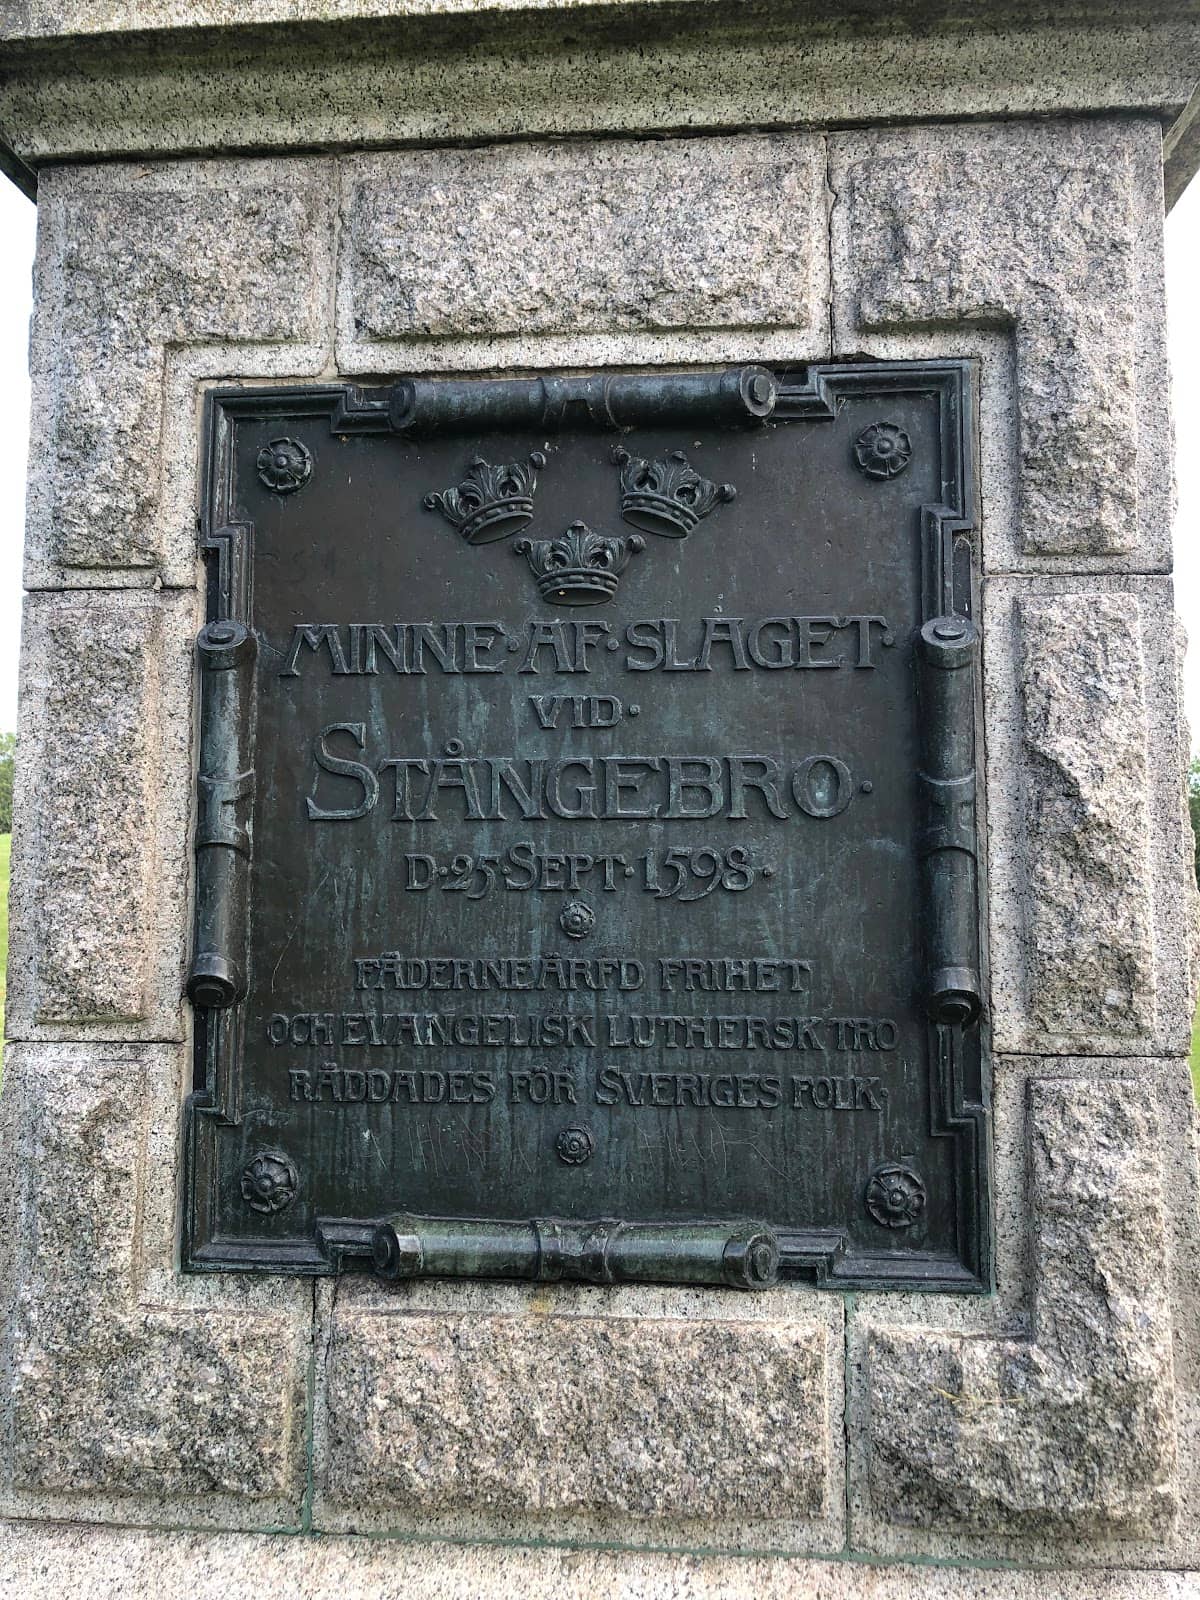 MINNE·AF·SLAGET·
VID·
STÅNGEBRO·
D·25·SEPT·1598·
FÄDERNEÄRFD FRIHET
OCH EVANGELISK LUTHERSK TRO
RÄDDADES FÖR SVERIGES FOLK·